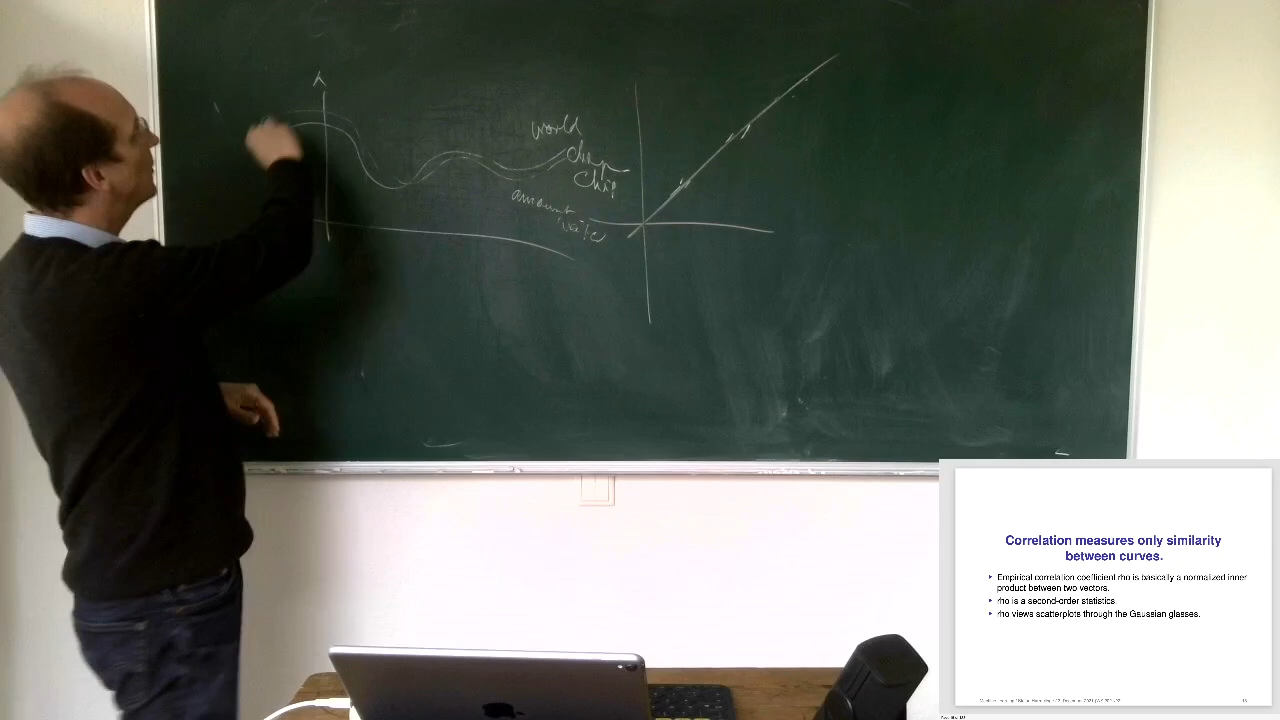 world
chip
chip
amount
Correlation measures only similarity
between curves.
Empirical correlation coefficient rho is basically a normalized inner
product between two vectors.
rho is a second-order statistics.
rho views scatterplots through the Gaussian glasses.